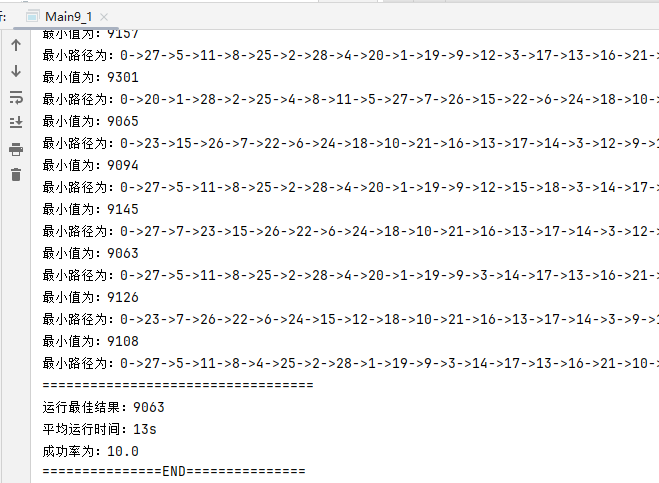 行:
Main9_1
最小值为：9157
最小路径为：0->27->5->11->8->25->2->28->4->20->1->19->9->12->3->17->13->16->21-
最小值为：9301
最小路径为：0->20->1->28->2->25->4->8->11->5->27->7->26->15->22->6->24->18->10-
最小值为：9065
最小路径为：0->23->15->26->7->22->6->24->18->10->21->16->13->17->14->3->12->9->1
最小值为：9094
最小路径为：0->27->5->11->8->25->2->28->4->20->1->19->9->12->15->18->3->14->17-
最小值为：9145
最小路径为：0->27->7->23->15->26->22->6->24->18->10->21->16->13->17->14->3->12-
最小值为：9063
最小路径为：0->27->5->11->8->25->2->28->4->20->1->19->9->3->14->17->13->16->21-
最小值为：9126
最小路径为：0->23->7->26->22->6->24->15->12->18->10->21->16->13->17->14->3->9->1
最小值为：9108
最小路径为：0->27->5->11->8->4->25->2->28->1->19->9->3->14->17->13->16->21->10-
==================================
运行最佳结果：9063
平均运行时间：13s
成功率为：10.0
===============END===============